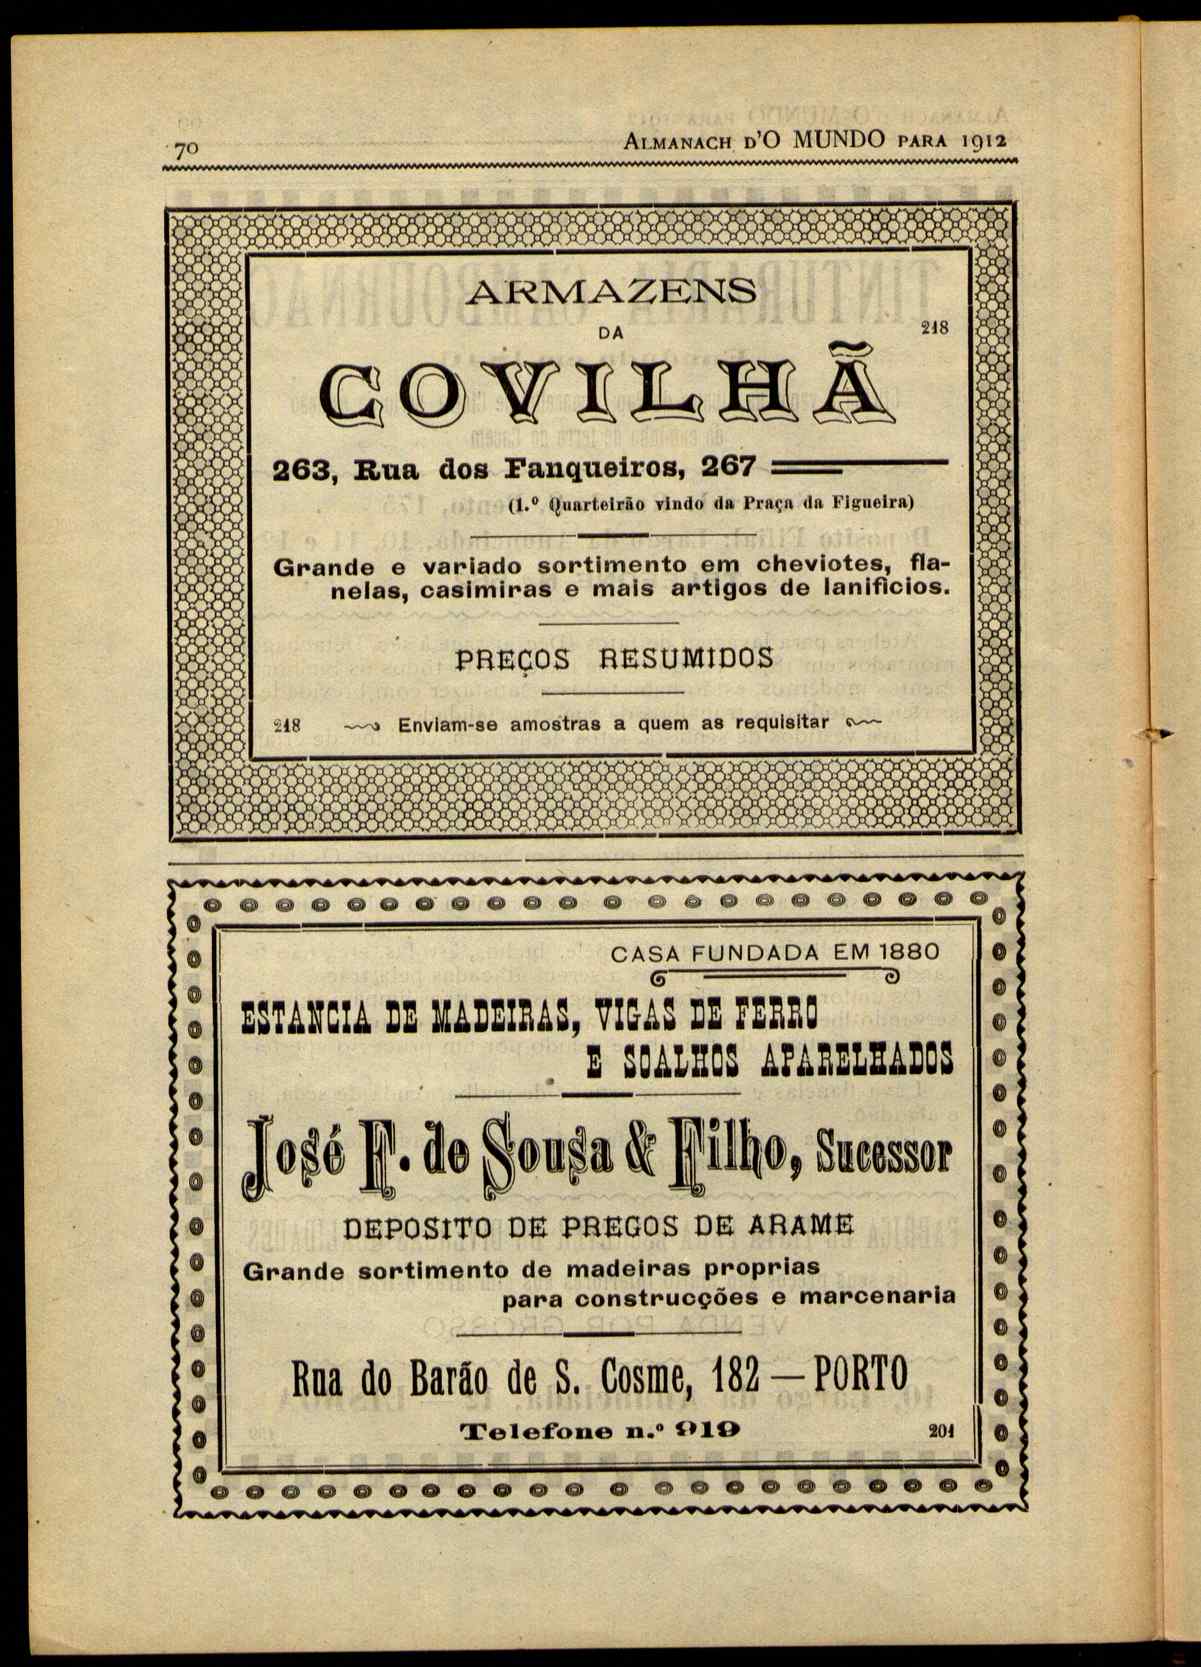 70
ALMANACH D'O MUNDO PARA 1912
ARMAZENS
DA
218
COVILHÃ
263, Rua dos Fanqueiros, 267
(1.º Quarteirão vindo da Praça da Figueira)
Grande e variado sortimento em cheviotes, fla-
nelas, casimiras e mais artigos de lanificios.
PREÇOS RESUMIDOS
218 Enviam-se amostras a quem as requisitar
CASA FUNDADA EM 1880
ESTANCIA DE MADEIRAS, VIGAS DE FERRO
E SOALHOS APARELHADOS
José F. de Sousa & Filho, Sucessor
DEPOSITO DE PREGOS DE ARAME
Grande sortimento de madeiras proprias
para construcções e marcenaria
Rua do Barão de S. Cosme, 182 — PORTO
Telefone n.º 919
201